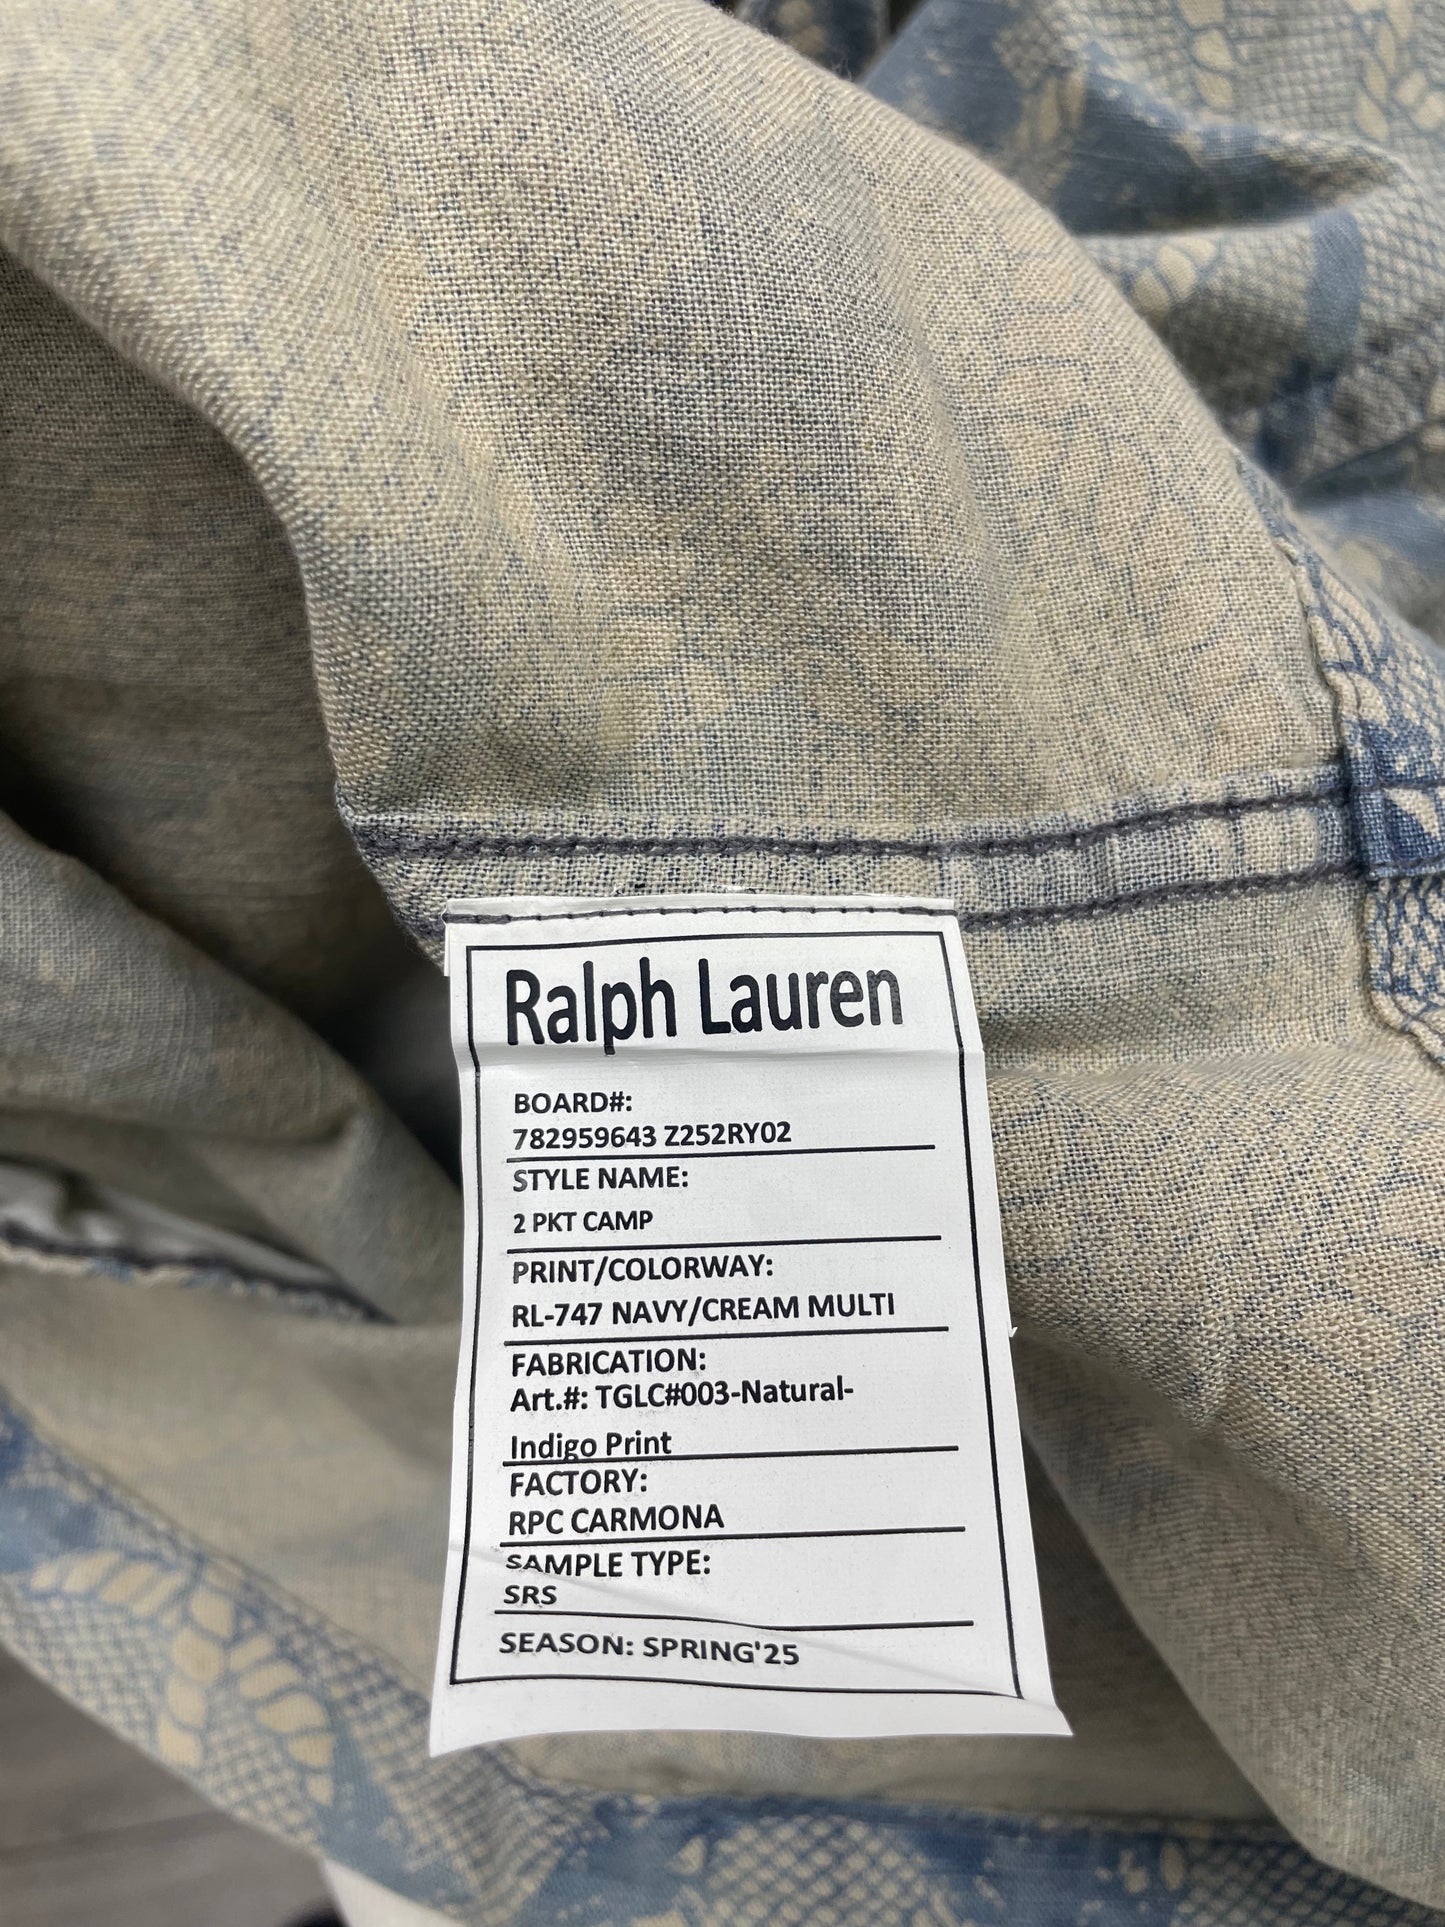 Ralph Lauren
BOARD#:
782959643 Z252RY02
STYLE NAME:
2 PKT CAMP
PRINT/COLORWAY:
RL-747 NAVY/CREAM MULTI
FABRICATION:
Art.#: TGLC#003-Natural-
Indigo Print
FACTORY:
RPC CARMONA
SAMPLE TYPE:
SRS
SEASON: SPRING'25